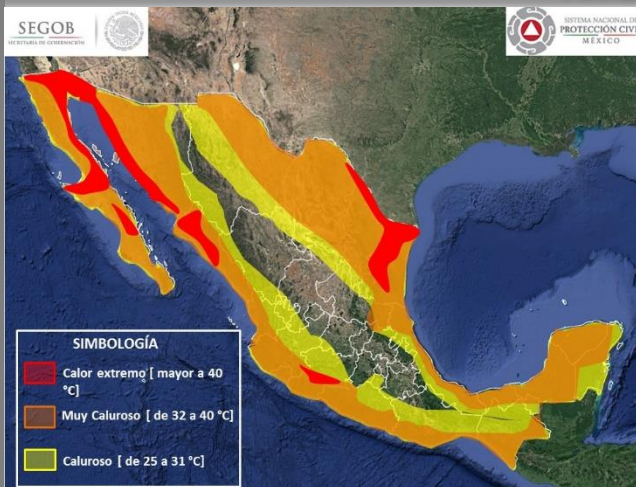 SEGOB
SECRETARÍA DE GOBERNACIÓN
SISTEMA NACIONAL DE
PROTECCIÓN CIVIL
MÉXICO
SIMBOLOGÍA
Calor extremo [ mayor a 40
°C]
Muy Caluroso [ de 32 a 40 °C]
Caluroso [ de 25 a 31 °C]